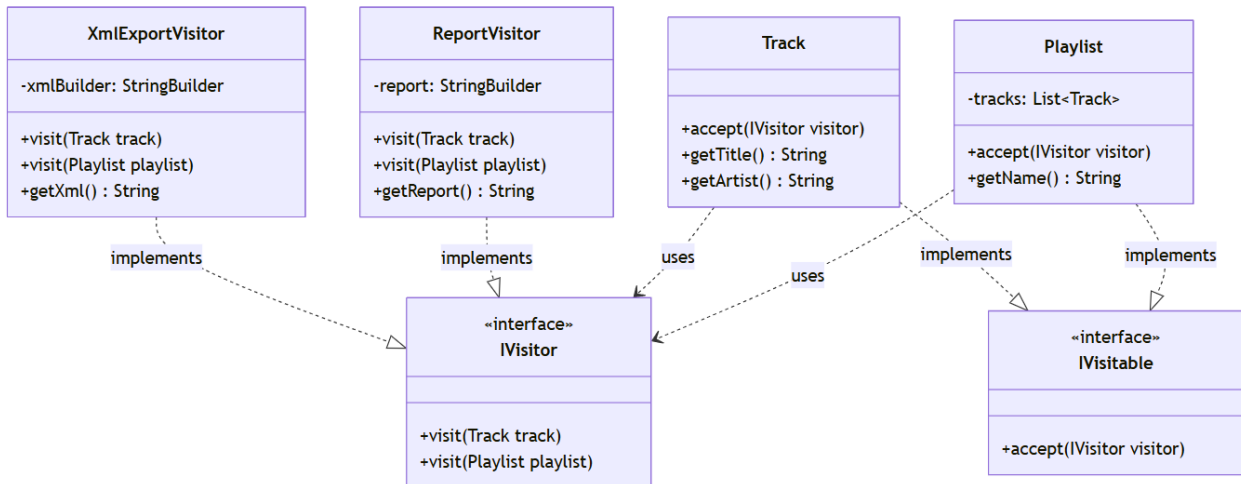 XmlExportVisitor
-xmlBuilder: StringBuilder
+visit(Track track)
+visit(Playlist playlist)
+getXml() : String
ReportVisitor
-report: StringBuilder
+visit(Track track)
+visit(Playlist playlist)
+getReport() : String
Track
+accept(IVisitor visitor)
+getTitle() : String
+getArtist() : String
Playlist
-tracks: List<Track>
+accept(IVisitor visitor)
+getName() : String
implements
implements
uses
uses
implements
implements
«interface»
IVisitor
+visit(Track track)
+visit(Playlist playlist)
«interface»
IVisitable
+accept(IVisitor visitor)